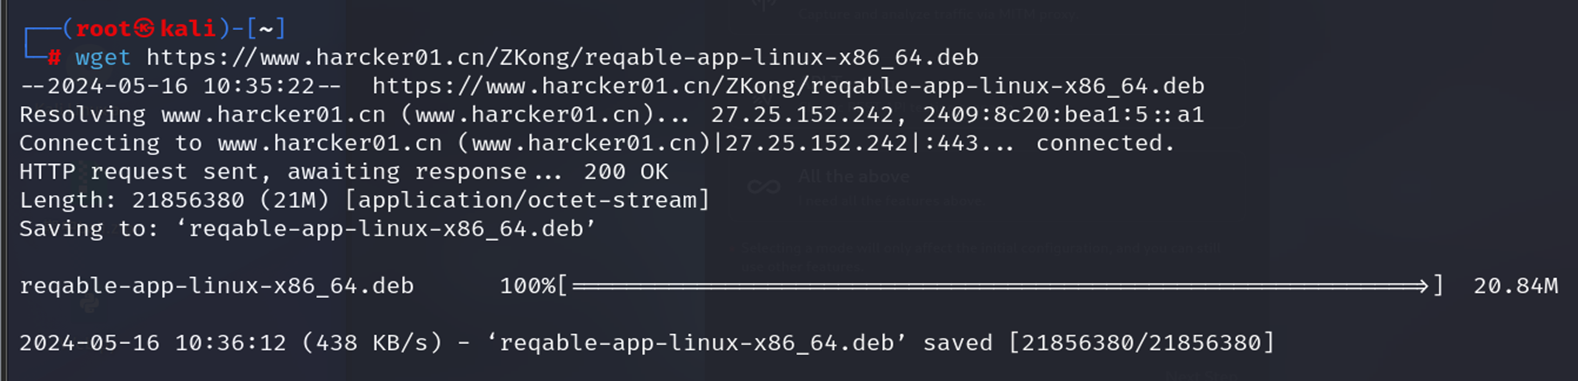 ┌──(root㉿kali)-[~]
└─# wget https://www.harcker01.cn/ZKong/reqable-app-linux-x86_64.deb
--2024-05-16 10:35:22--  https://www.harcker01.cn/ZKong/reqable-app-linux-x86_64.deb
Resolving www.harcker01.cn (www.harcker01.cn)... 27.25.152.242, 2409:8c20:bea1:5::a1
Connecting to www.harcker01.cn (www.harcker01.cn)|27.25.152.242|:443... connected.
HTTP request sent, awaiting response... 200 OK
All the above
Length: 21856380 (21M) [application/octet-stream]
Saving to: ‘reqable-app-linux-x86_64.deb’
reqable-app-linux-x86_64.deb 100%[===================>] 20.84M
2024-05-16 10:36:12 (438 KB/s) - ‘reqable-app-linux-x86_64.deb’ saved [21856380/21856380]